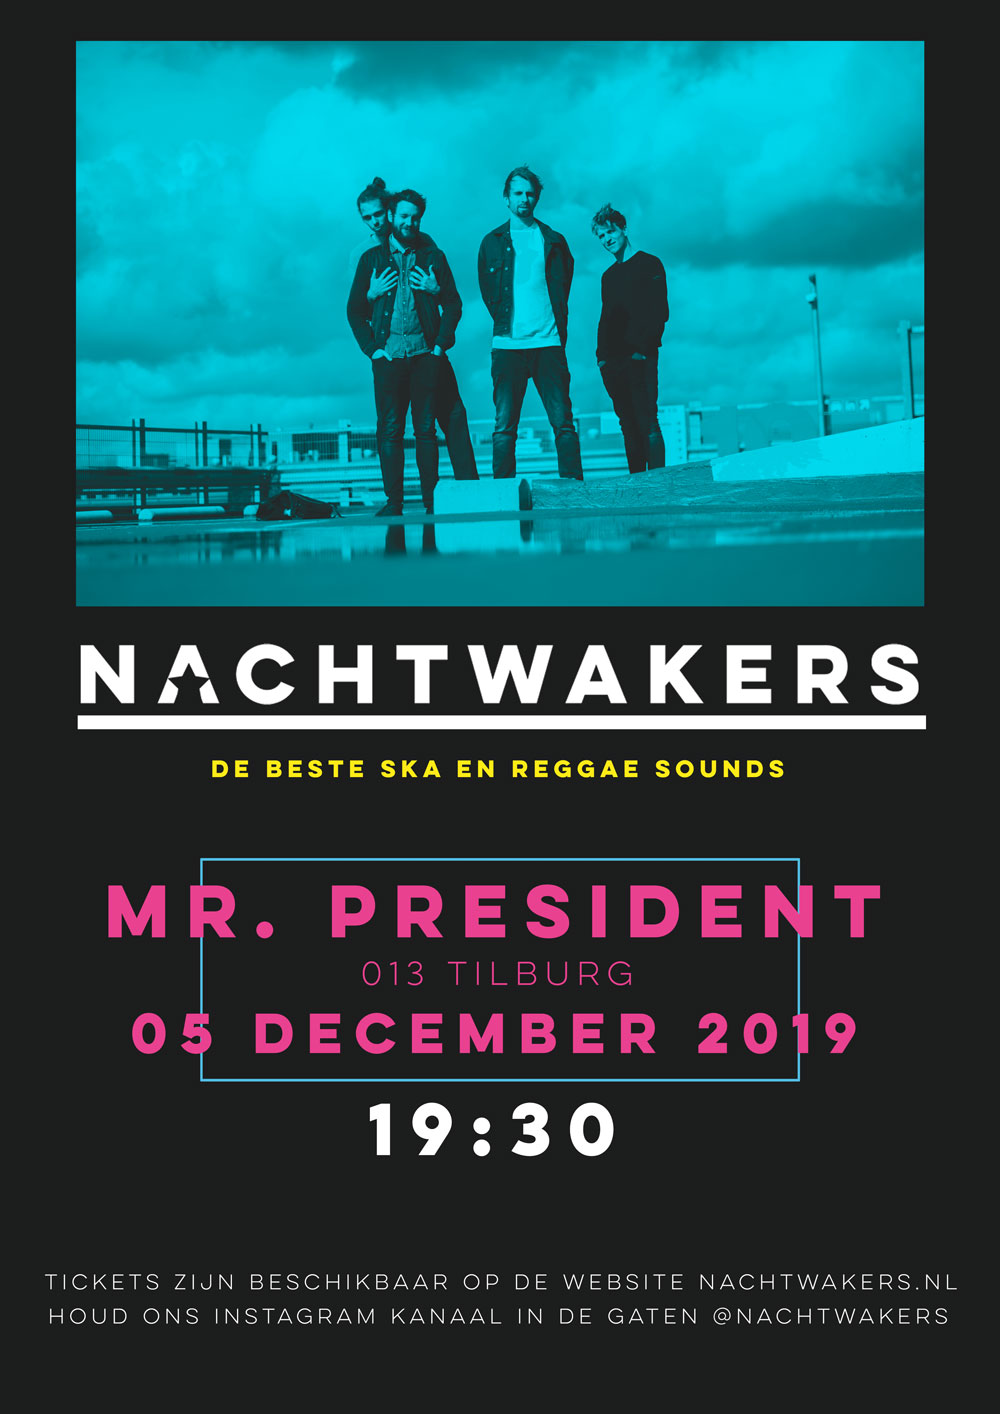 NACHTWAKERS
DE BESTE SKA EN REGGAE SOUNDS
MR. PRESIDENT
013 TILBURG
05 DECEMBER 2019
19:30
TICKETS ZIJN BESCHIKBAAR OP DE WEBSITE NACHTWAKERS.NL
HOUD ONS INSTAGRAM KANAAL IN DE GATEN @NACHTWAKERS